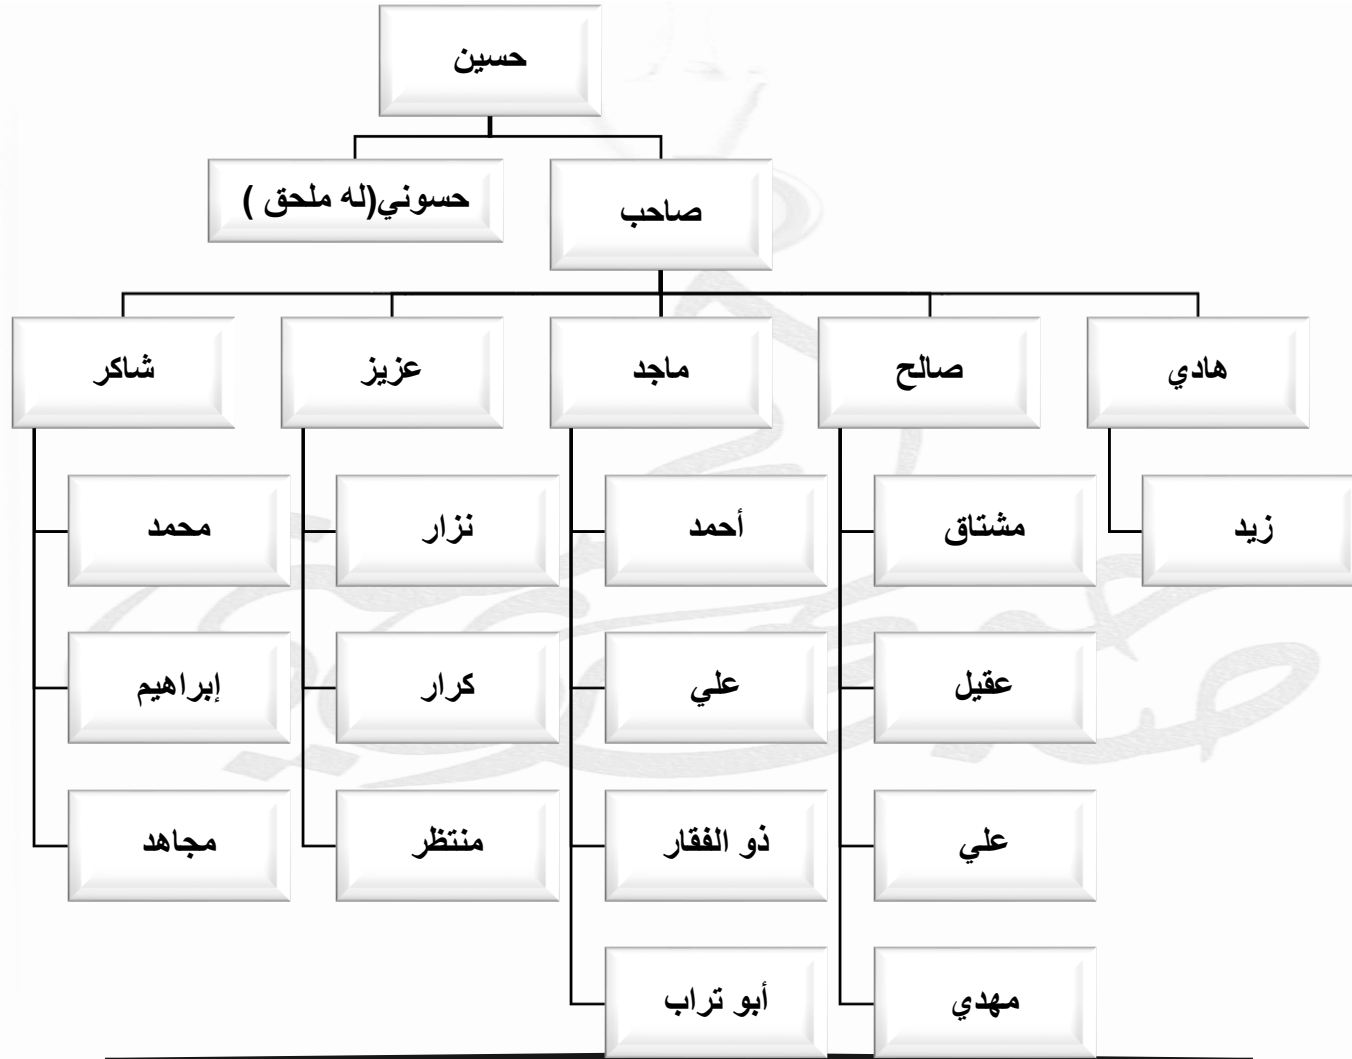 حسين
صاحب
حسوني(له ملحق )
هادي
صالح
ماجد
عزيز
شاكر
زيد
مشتاق
عقيل
علي
مهدي
أحمد
علي
ذو الفقار
أبو تراب
نزار
كرار
منتظر
محمد
إبراهيم
مجاهد